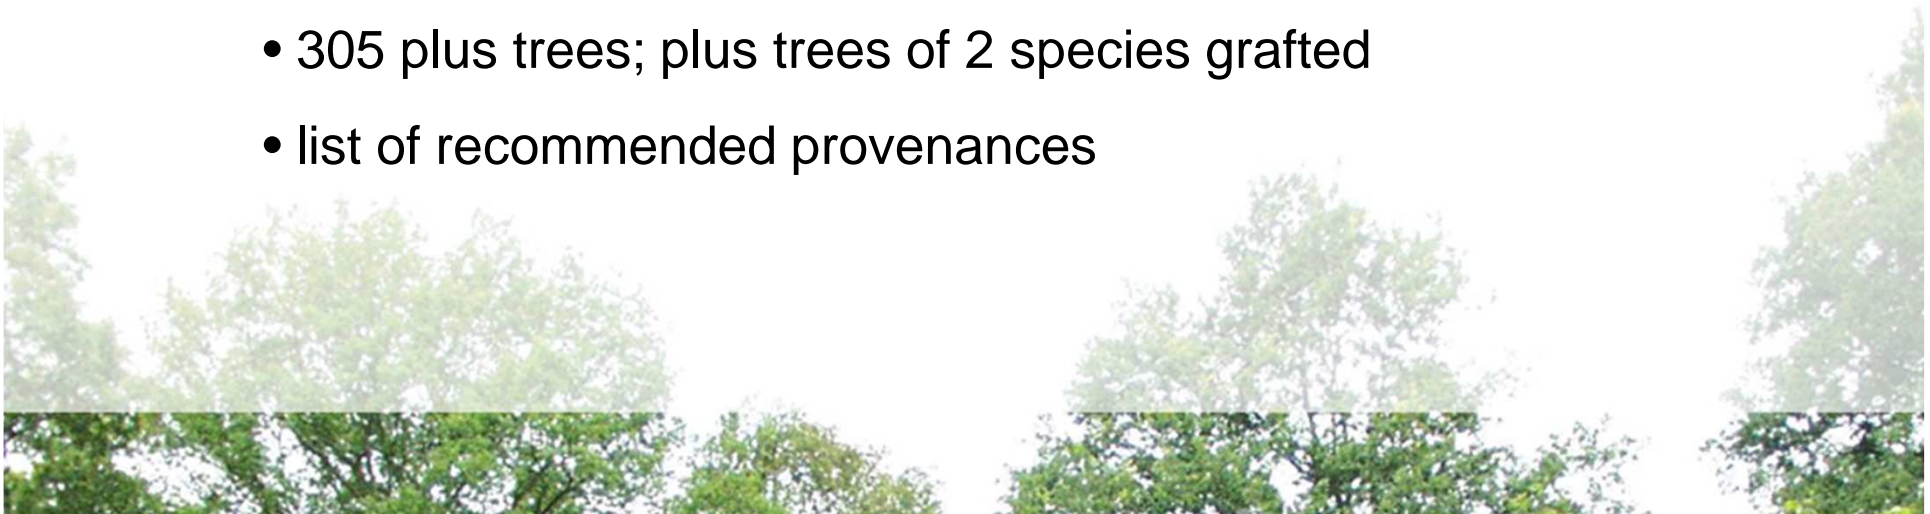 • 305 plus trees; plus trees of 2 species grafted
• list of recommended provenances